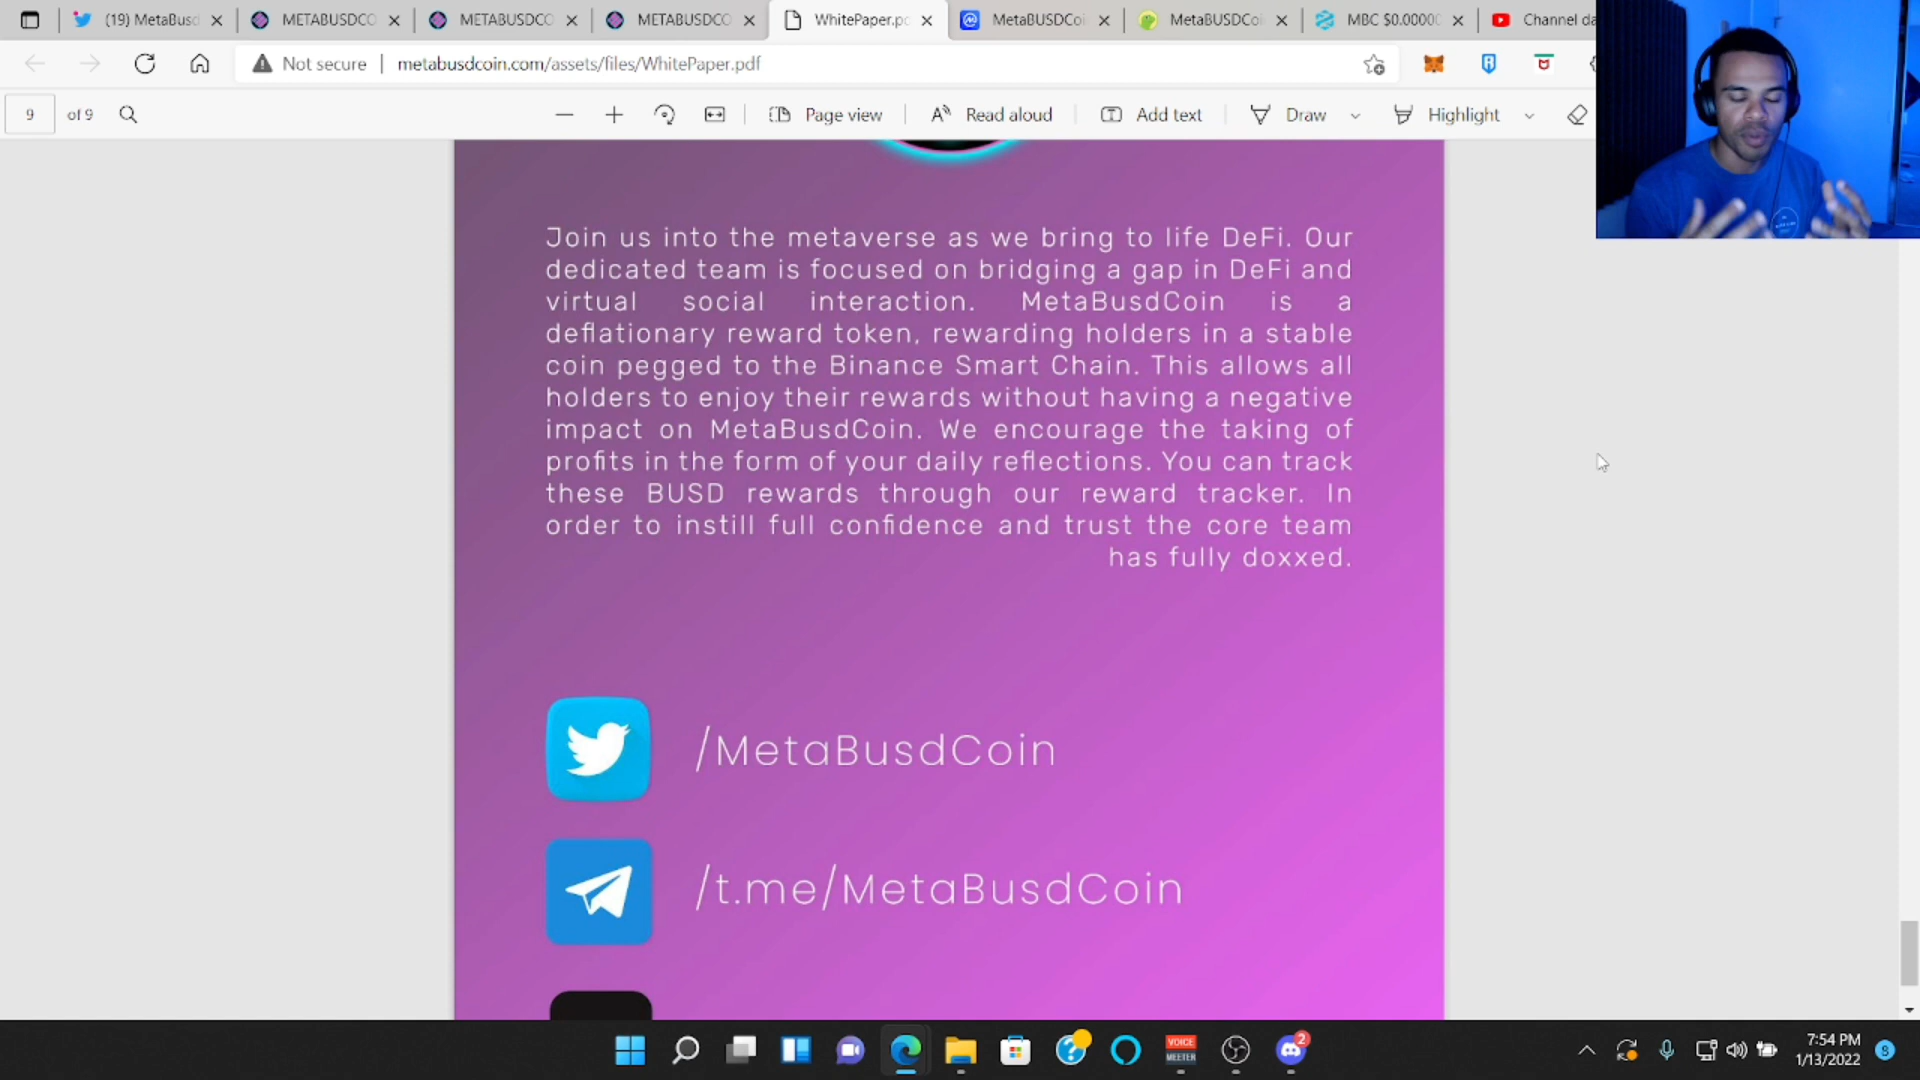 (19) MetaBusd
METABUSDCO
METABUSDCO
METABUSDCO
WhitePaper.p
MetaBUSDCoi
MetaBUSDCoi
MBC $0.0000
Channel da
Not secure
metabusdcoin.com/assets/files/WhitePaper.pdf
9 of 9
Page view
Read aloud
Add text
Draw
Highlight
Join us into the metaverse as we bring to life DeFi. Our
dedicated team is focused on bridging a gap in DeFi and
virtual social interaction. MetaBusdCoin is a
deflationary reward token, rewarding holders in a stable
coin pegged to the Binance Smart Chain. This allows all
holders to enjoy their rewards without having a negative
impact on MetaBusdCoin. We encourage the taking of
profits in the form of your daily reflections. You can track
these BUSD rewards through our reward tracker. In
order to instill full confidence and trust the core team
has fully doxxed.
/MetaBusdCoin
/t.me/MetaBusdCoin
VOICE
MEETER
2
7:54 PM
1/13/2022
8